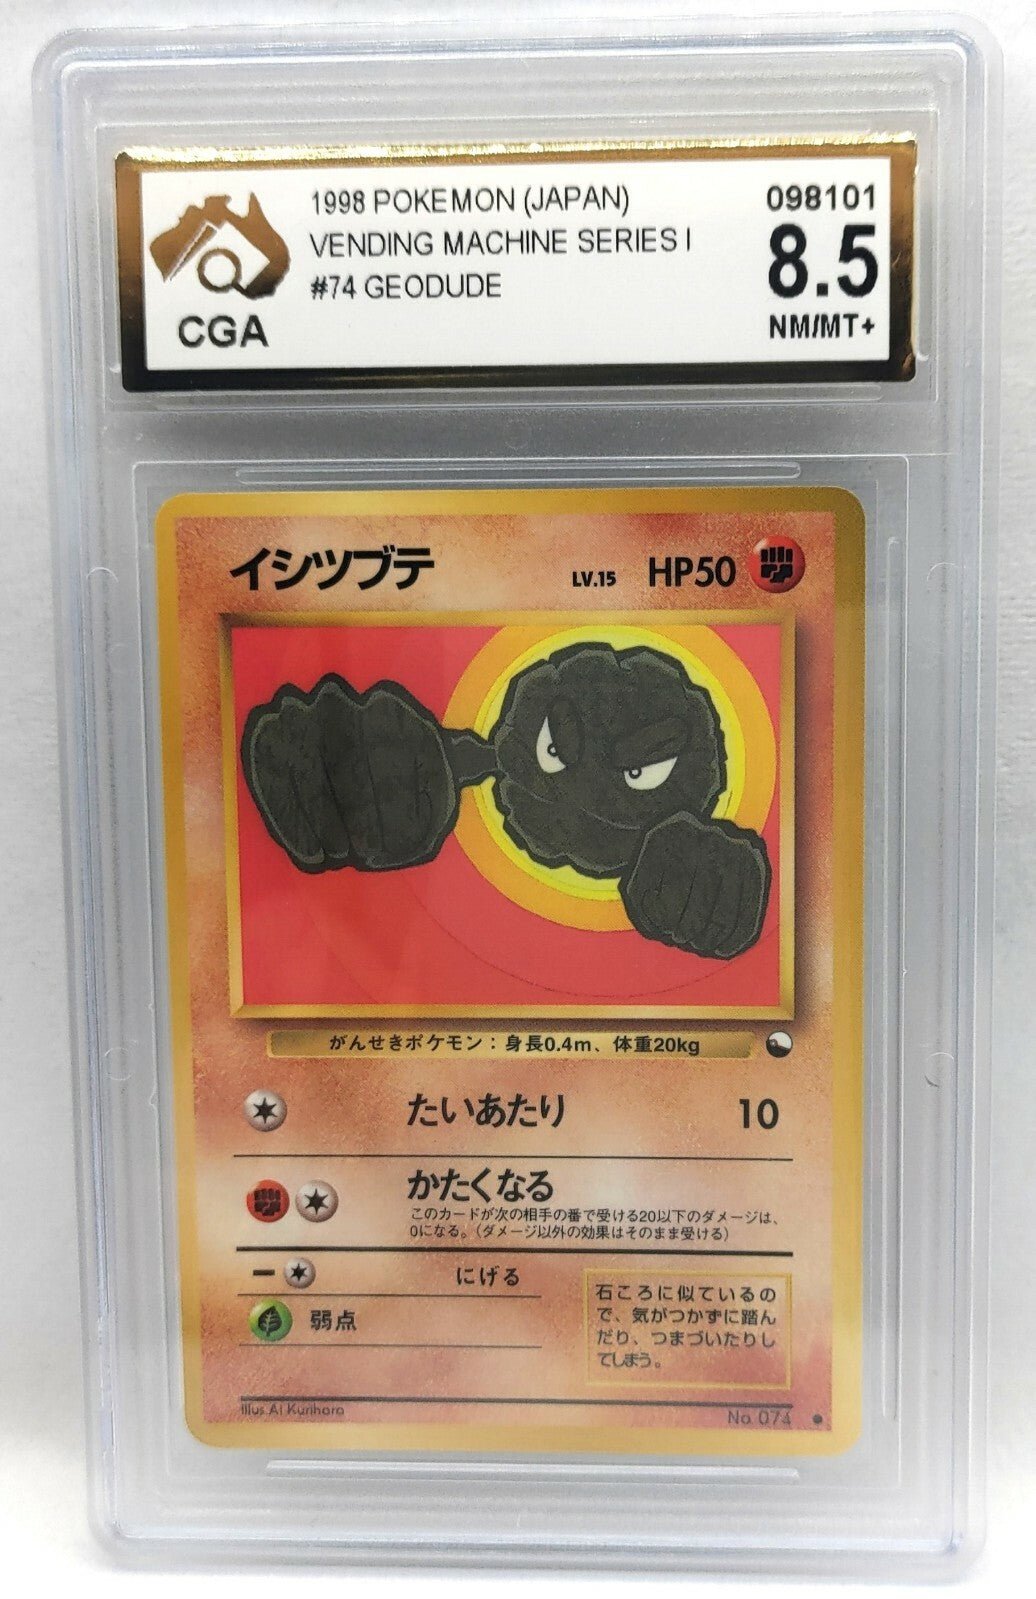 1998 POKEMON (JAPAN)
098101
VENDING MACHINE SERIES I
8.5
#74 GEODUDE
NM/MT+
CGA
イシツブテ
LV.15 HP50
がんせきポケモン:身長0.4m、体重20kg
たいあたり 10
かたくなる
このカードが次の相手の番で受ける20以下のダメージは、
0になる。(ダメージ以外の効果はそのまま受ける)
ー にげる
弱点
石ころに似ているの
で、気がつかずに踏ん
だり、つまづいたりし
てしまう。
Illus.Ai Kurihara
No.074 ●